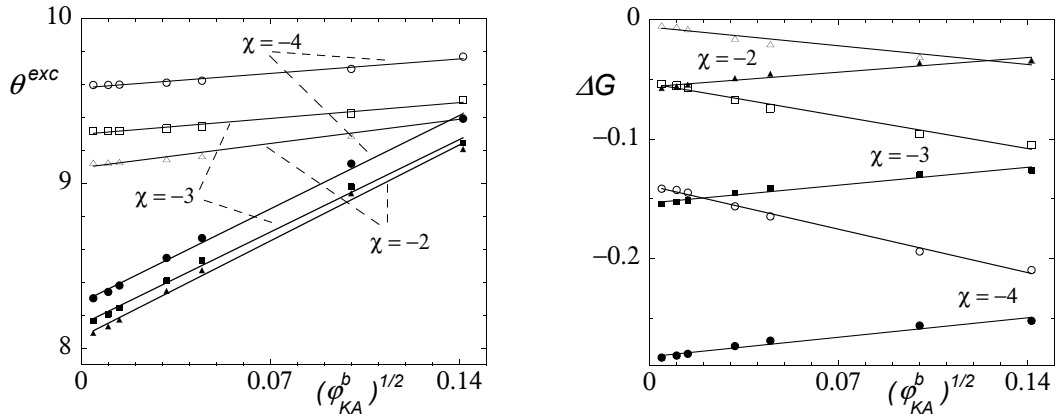 10
θ^exc
9
8
χ = −4
χ = −3
χ = −2
0
0.07
0.14
(φ^b_KA)^1/2
0
ΔG
−0.1
−0.2
χ = −2
χ = −3
χ = −4
0
0.07
0.14
(φ^b_KA)^1/2